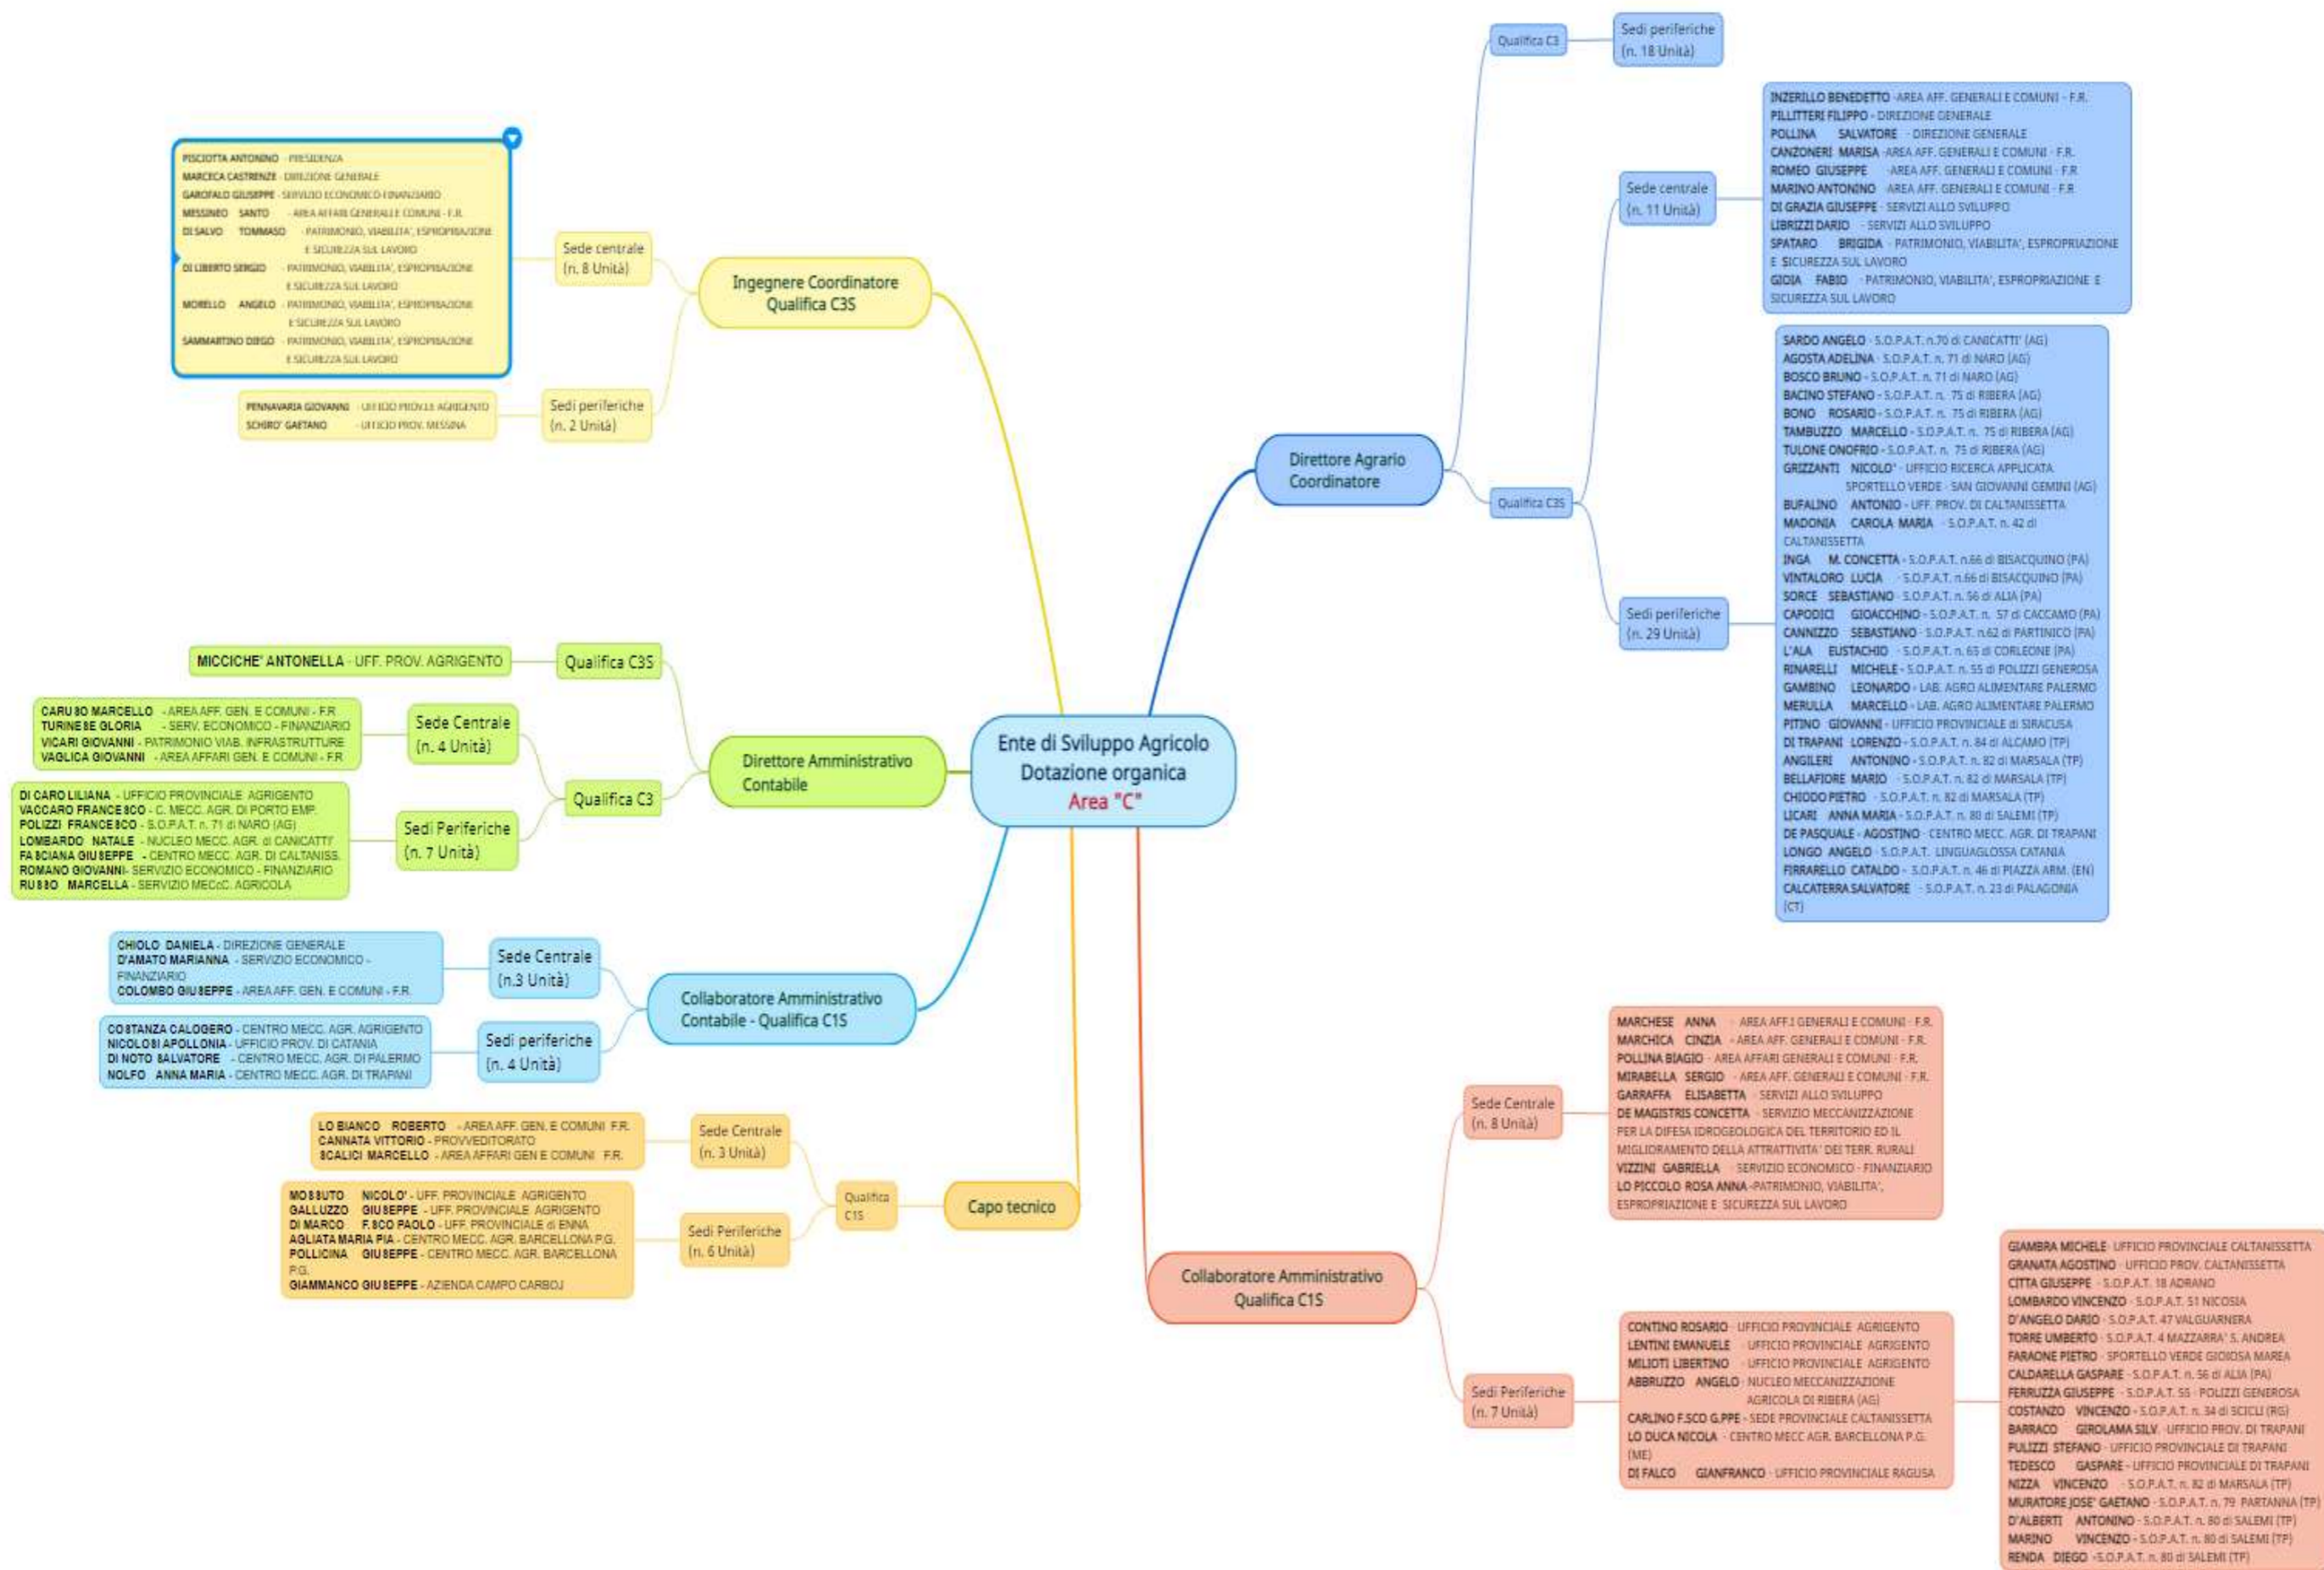 Ente di Sviluppo Agricolo
Dotazione organica
Area "C"
Ingegnere Coordinatore
Qualifica C3S
Sede centrale
(n. 8 Unità)
PISCIOTTA ANTONINO - PRESIDENZA
MARCECA CASTRENZE - DIREZIONE GENERALE
GAROFALO GIUSEPPE - SERVIZIO ECONOMICO-FINANZIARIO
MESSINEO SANTO - AREA AFFARI GENERALI E COMUNI - F.R.
DI SALVO TOMMASO - PATRIMONIO, VIABILITA', ESPROPRIAZIONE
E SICUREZZA SUL LAVORO
DI LIBERTO SERGIO - PATRIMONIO, VIABILITA', ESPROPRIAZIONE
E SICUREZZA SUL LAVORO
MORELLO ANGELO - PATRIMONIO, VIABILITA', ESPROPRIAZIONE
E SICUREZZA SUL LAVORO
SAMMARTINO DIEGO - PATRIMONIO, VIABILITA', ESPROPRIAZIONE
E SICUREZZA SUL LAVORO
Sedi periferiche
(n. 2 Unità)
PENNAVARIA GIOVANNI - UFFICIO PROV.LE AGRIGENTO
SCHIRO' GAETANO - UFFICIO PROV. MESSINA
Direttore Amministrativo
Contabile
Qualifica C3S
MICCICHE' ANTONELLA - UFF. PROV. AGRIGENTO
Qualifica C3
Sede Centrale
(n. 4 Unità)
CARUSO MARCELLO - AREA AFF. GEN. E COMUNI - F.R
TURINESE GLORIA - SERV. ECONOMICO - FINANZIARIO
VICARI GIOVANNI - PATRIMONIO VIAB. INFRASTRUTTURE
VAGLICA GIOVANNI - AREA AFFARI GEN. E COMUNI - F.R
Sedi Periferiche
(n. 7 Unità)
DI CARO LILIANA - UFFICIO PROVINCIALE AGRIGENTO
VACCARO FRANCESCO - C. MECC. AGR. DI PORTO EMP.
POLIZZI FRANCESCO - S.O.P.A.T. n. 71 di NARO (AG)
LOMBARDO NATALE - NUCLEO MECC. AGR. di CANICATTI'
FASCIANA GIUSEPPE - CENTRO MECC. AGR. DI CALTANISS.
ROMANO GIOVANNI- SERVIZIO ECONOMICO - FINANZIARIO
RUSSO MARCELLA - SERVIZIO MECcC. AGRICOLA
Collaboratore Amministrativo
Contabile - Qualifica C1S
Sede Centrale
(n.3 Unità)
CHIOLO DANIELA - DIREZIONE GENERALE
D'AMATO MARIANNA - SERVIZIO ECONOMICO -
FINANZIARIO
COLOMBO GIUSEPPE - AREA AFF. GEN. E COMUNI - F.R.
Sedi periferiche
(n. 4 Unità)
COSTANZA CALOGERO - CENTRO MECC. AGR. AGRIGENTO
NICOLOSI APOLLONIA - UFFICIO PROV. DI CATANIA
DI NOTO SALVATORE - CENTRO MECC. AGR. DI PALERMO
NOLFO ANNA MARIA - CENTRO MECC. AGR. DI TRAPANI
Capo tecnico
Qualifica
C1S
Sede Centrale
(n. 3 Unità)
LO BIANCO ROBERTO - AREA AFF. GEN. E COMUNI F.R.
CANNATA VITTORIO - PROVVEDITORATO
SCALICI MARCELLO - AREA AFFARI GEN E COMUNI F.R.
Sedi Periferiche
(n. 6 Unità)
MOSSUTO NICOLO' - UFF. PROVINCIALE AGRIGENTO
GALLUZZO GIUSEPPE - UFF. PROVINCIALE AGRIGENTO
DI MARCO F.SCO PAOLO - UFF. PROVINCIALE di ENNA
AGLIATA MARIA PIA - CENTRO MECC. AGR. BARCELLONA P.G.
POLLICINA GIUSEPPE - CENTRO MECC. AGR. BARCELLONA
P.G.
GIAMMANCO GIUSEPPE - AZIENDA CAMPO CARBOJ
Direttore Agrario
Coordinatore
Qualifica C3
Sedi periferiche
(n. 18 Unità)
Qualifica C3S
Sede centrale
(n. 11 Unità)
INZERILLO BENEDETTO -AREA AFF. GENERALI E COMUNI - F.R.
PILLITTERI FILIPPO - DIREZIONE GENERALE
POLLINA SALVATORE - DIREZIONE GENERALE
CANZONERI MARISA -AREA AFF. GENERALI E COMUNI - F.R.
ROMEO GIUSEPPE -AREA AFF. GENERALI E COMUNI - F.R
MARINO ANTONINO -AREA AFF. GENERALI E COMUNI - F.R
DI GRAZIA GIUSEPPE - SERVIZI ALLO SVILUPPO
LIBRIZZI DARIO - SERVIZI ALLO SVILUPPO
SPATARO BRIGIDA - PATRIMONIO, VIABILITA', ESPROPRIAZIONE
E SICUREZZA SUL LAVORO
GIOIA FABIO - PATRIMONIO, VIABILITA', ESPROPRIAZIONE E
SICUREZZA SUL LAVORO
Sedi periferiche
(n. 29 Unità)
SARDO ANGELO - S.O.P.A.T. n.70 di CANICATTI' (AG)
AGOSTA ADELINA - S.O.P.A.T. n. 71 di NARO (AG)
BOSCO BRUNO - S.O.P.A.T. n. 71 di NARO (AG)
BACINO STEFANO - S.O.P.A.T. n. 75 di RIBERA (AG)
BONO ROSARIO - S.O.P.A.T. n. 75 di RIBERA (AG)
TAMBUZZO MARCELLO - S.O.P.A.T. n. 75 di RIBERA (AG)
TULONE ONOFRIO - S.O.P.A.T. n. 75 di RIBERA (AG)
GRIZZANTI NICOLO' - UFFICIO RICERCA APPLICATA
SPORTELLO VERDE - SAN GIOVANNI GEMINI (AG)
BUFALINO ANTONIO - UFF. PROV. DI CALTANISSETTA
MADONIA CAROLA MARIA - S.O.P.A.T. n. 42 di
CALTANISSETTA
INGA M. CONCETTA - S.O.P.A.T. n.66 di BISACQUINO (PA)
VINTALORO LUCIA - S.O.P.A.T. n.66 di BISACQUINO (PA)
SORCE SEBASTIANO - S.O.P.A.T. n. 56 di ALIA (PA)
CAPODICI GIOACCHINO - S.O.P.A.T. n. 57 di CACCAMO (PA)
CANNIZZO SEBASTIANO - S.O.P.A.T. n.62 di PARTINICO (PA)
L'ALA EUSTACHIO - S.O.P.A.T. n. 65 di CORLEONE (PA)
RINARELLI MICHELE - S.O.P.A.T. n. 55 di POLIZZI GENEROSA
GAMBINO LEONARDO - LAB. AGRO ALIMENTARE PALERMO
MERULLA MARCELLO - LAB. AGRO ALIMENTARE PALERMO
PITINO GIOVANNI - UFFICIO PROVINCIALE di SIRACUSA
DI TRAPANI LORENZO - S.O.P.A.T. n. 84 di ALCAMO (TP)
ANGILERI ANTONINO - S.O.P.A.T. n. 82 di MARSALA (TP)
BELLAFIORE MARIO - S.O.P.A.T. n. 82 di MARSALA (TP)
CHIODO PIETRO - S.O.P.A.T. n. 82 di MARSALA (TP)
LICARI ANNA MARIA - S.O.P.A.T. n. 80 di SALEMI (TP)
DE PASQUALE - AGOSTINO - CENTRO MECC. AGR. DI TRAPANI
LONGO ANGELO - S.O.P.A.T. LINGUAGLOSSA CATANIA
FIRRARELLO CATALDO - S.O.P.A.T. n. 46 di PIAZZA ARM. (EN)
CALCATERRA SALVATORE - S.O.P.A.T. n. 23 di PALAGONIA
(CT)
Collaboratore Amministrativo
Qualifica C1S
Sede Centrale
(n. 8 Unità)
MARCHESE ANNA - AREA AFF.I GENERALI E COMUNI - F.R.
MARCHICA CINZIA - AREA AFF. GENERALI E COMUNI - F.R.
POLLINA BIAGIO - AREA AFFARI GENERALI E COMUNI - F.R.
MIRABELLA SERGIO - AREA AFF. GENERALI E COMUNI - F.R.
GARRAFFA ELISABETTA - SERVIZI ALLO SVILUPPO
DE MAGISTRIS CONCETTA - SERVIZIO MECCANIZZAZIONE
PER LA DIFESA IDROGEOLOGICA DEL TERRITORIO ED IL
MIGLIORAMENTO DELLA ATTRATTIVITA' DEI TERR. RURALI
VIZZINI GABRIELLA - SERVIZIO ECONOMICO - FINANZIARIO
LO PICCOLO ROSA ANNA -PATRIMONIO, VIABILITA',
ESPROPRIAZIONE E SICUREZZA SUL LAVORO
Sedi Periferiche
(n. 7 Unità)
CONTINO ROSARIO - UFFICIO PROVINCIALE AGRIGENTO
LENTINI EMANUELE - UFFICIO PROVINCIALE AGRIGENTO
MILIOTI LIBERTINO - UFFICIO PROVINCIALE AGRIGENTO
ABBRUZZO ANGELO - NUCLEO MECCANIZZAZIONE
AGRICOLA DI RIBERA (AG)
CARLINO F.SCO G.PPE - SEDE PROVINCIALE CALTANISSETTA
LO DUCA NICOLA - CENTRO MECC AGR. BARCELLONA P.G.
(ME)
DI FALCO GIANFRANCO - UFFICIO PROVINCIALE RAGUSA
GIAMBRA MICHELE- UFFICIO PROVINCIALE CALTANISSETTA
GRANATA AGOSTINO - UFFICIO PROV. CALTANISSETTA
CITTA GIUSEPPE - S.O.P.A.T. 18 ADRANO
LOMBARDO VINCENZO - S.O.P.A.T. 51 NICOSIA
D'ANGELO DARIO - S.O.P.A.T. 47 VALGUARNERA
TORRE UMBERTO - S.O.P.A.T. 4 MAZZARRA' S. ANDREA
FARAONE PIETRO - SPORTELLO VERDE GIOIOSA MAREA
CALDARELLA GASPARE - S.O.P.A.T. n. 56 di ALIA (PA)
FERRUZZA GIUSEPPE - S.O.P.A.T. 55 - POLIZZI GENEROSA
COSTANZO VINCENZO - S.O.P.A.T. n. 34 di SCICLI (RG)
BARRACO GIROLAMA SILV. -UFFICIO PROV. DI TRAPANI
PULIZZI STEFANO - UFFICIO PROVINCIALE DI TRAPANI
TEDESCO GASPARE - UFFICIO PROVINCIALE DI TRAPANI
NIZZA VINCENZO - S.O.P.A.T. n. 82 di MARSALA (TP)
MURATORE JOSE' GAETANO - S.O.P.A.T. n. 79 PARTANNA (TP)
D'ALBERTI ANTONINO - S.O.P.A.T. n. 80 di SALEMI (TP)
MARINO VINCENZO - S.O.P.A.T. n. 80 di SALEMI (TP)
RENDA DIEGO -S.O.P.A.T. n. 80 di SALEMI (TP)